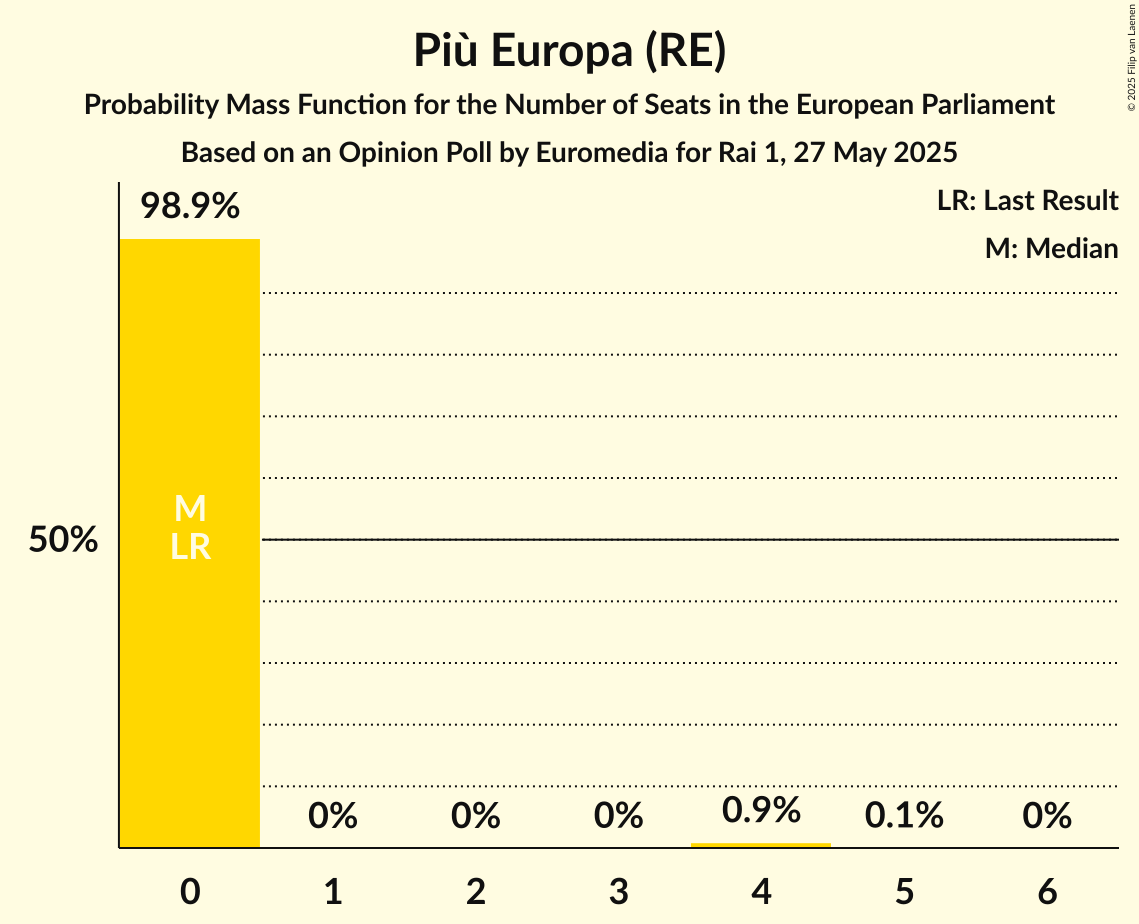 Più Europa (RE)
Probability Mass Function for the Number of Seats in the European Parliament
Based on an Opinion Poll by Euromedia for Rai 1, 27 May 2025
© 2025 Filip van Laenen
LR: Last Result
M: Median
98.9%
M
LR
50%
0%
0%
0%
0.9%
0.1%
0%
0
1
2
3
4
5
6